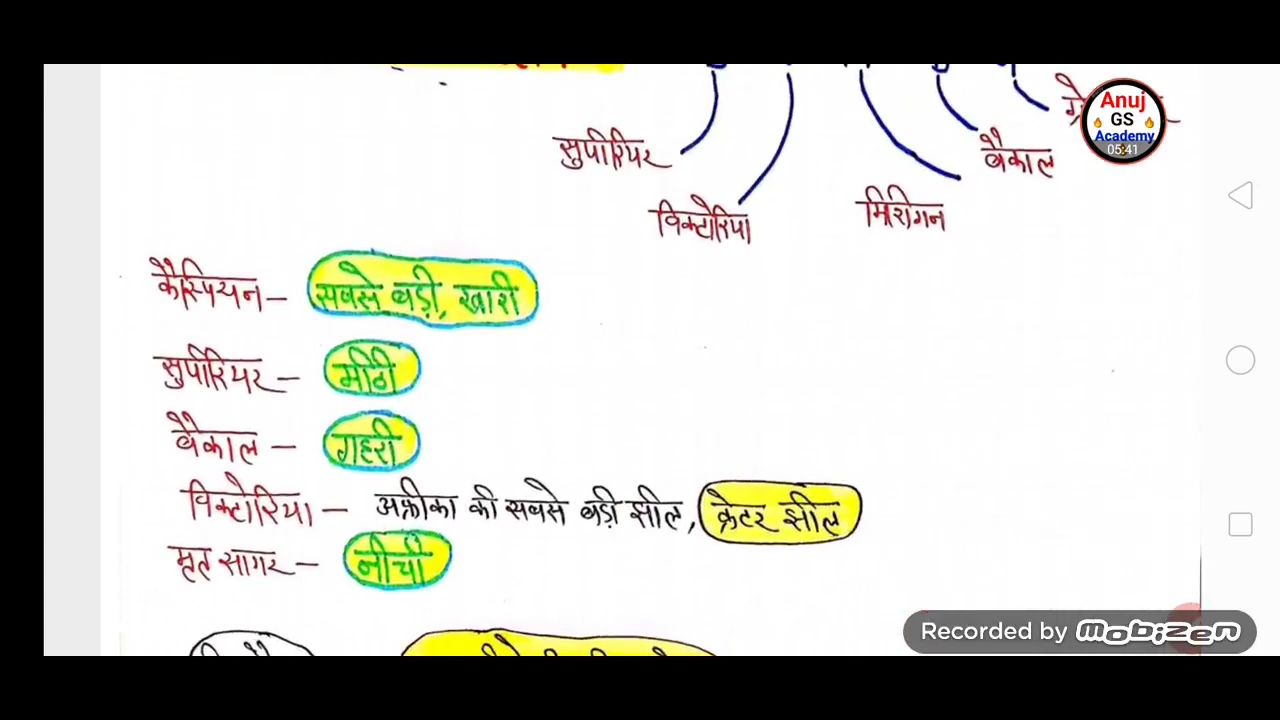 Anuj
GS
Academy
05:41
सुपीरियर
बैकाल
विक्टोरिया
मिशीगन
कैस्पियन – सबसे बड़ी, खारी
सुपीरियर – मीठी
बैकाल – गहरी
विक्टोरिया – अफ्रीका की सबसे बड़ी झील, क्रेटर झील
मृत सागर – नीची
Recorded by MOBIZEN